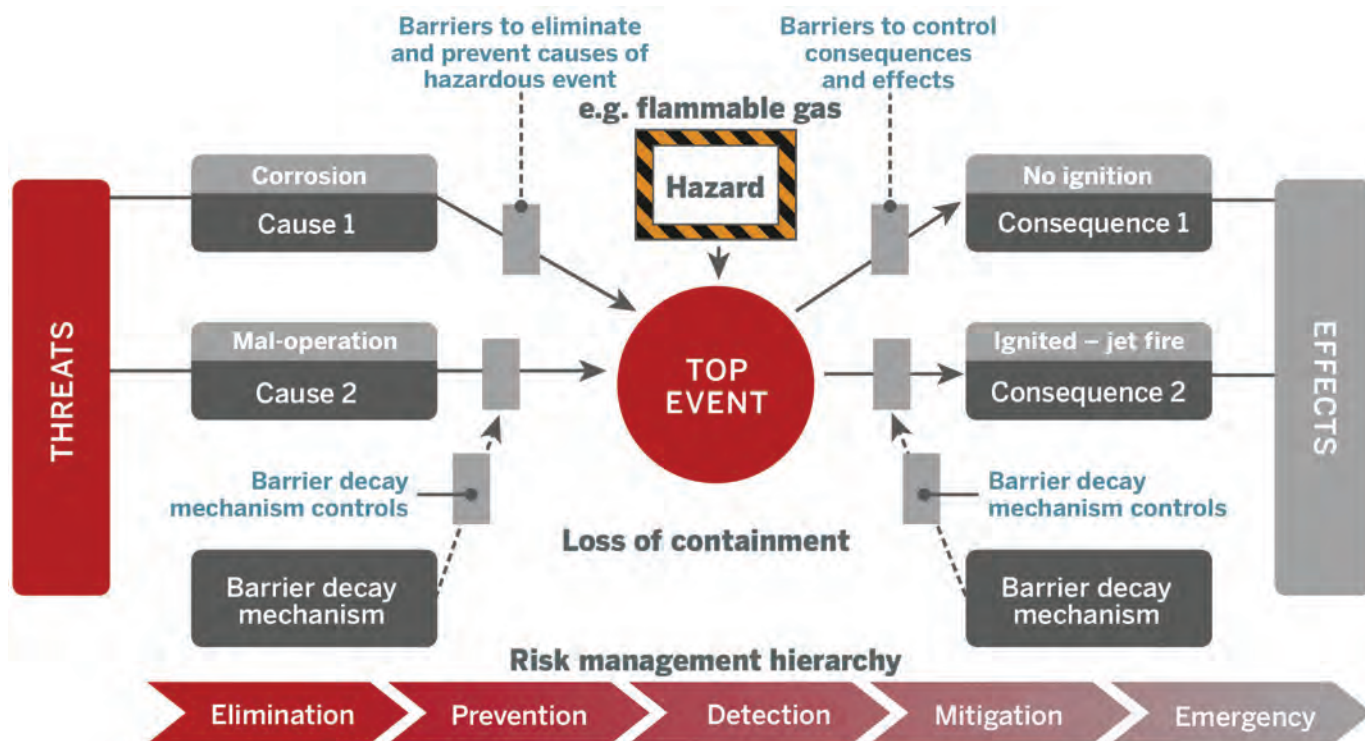 Barriers to eliminate
and prevent causes of
hazardous event
Barriers to control
consequences
and effects
e.g. flammable gas
Hazard
THREATS
Corrosion
Cause 1
Mal-operation
Cause 2
Barrier decay
mechanism controls
Barrier decay
mechanism
TOP
EVENT
Loss of containment
No ignition
Consequence 1
Ignited – jet fire
Consequence 2
Barrier decay
mechanism controls
Barrier decay
mechanism
EFFECTS
Risk management hierarchy
Elimination
Prevention
Detection
Mitigation
Emergency